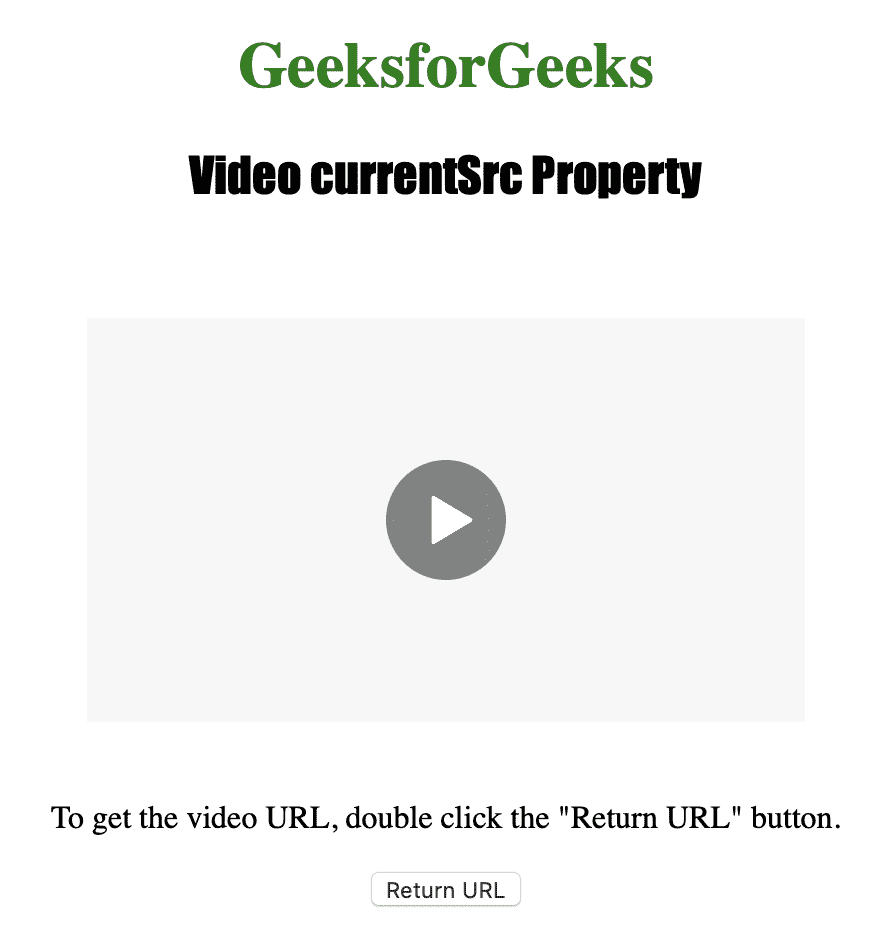 GeeksforGeeks
Video currentSrc Property
To get the video URL, double click the "Return URL" button.
Return URL